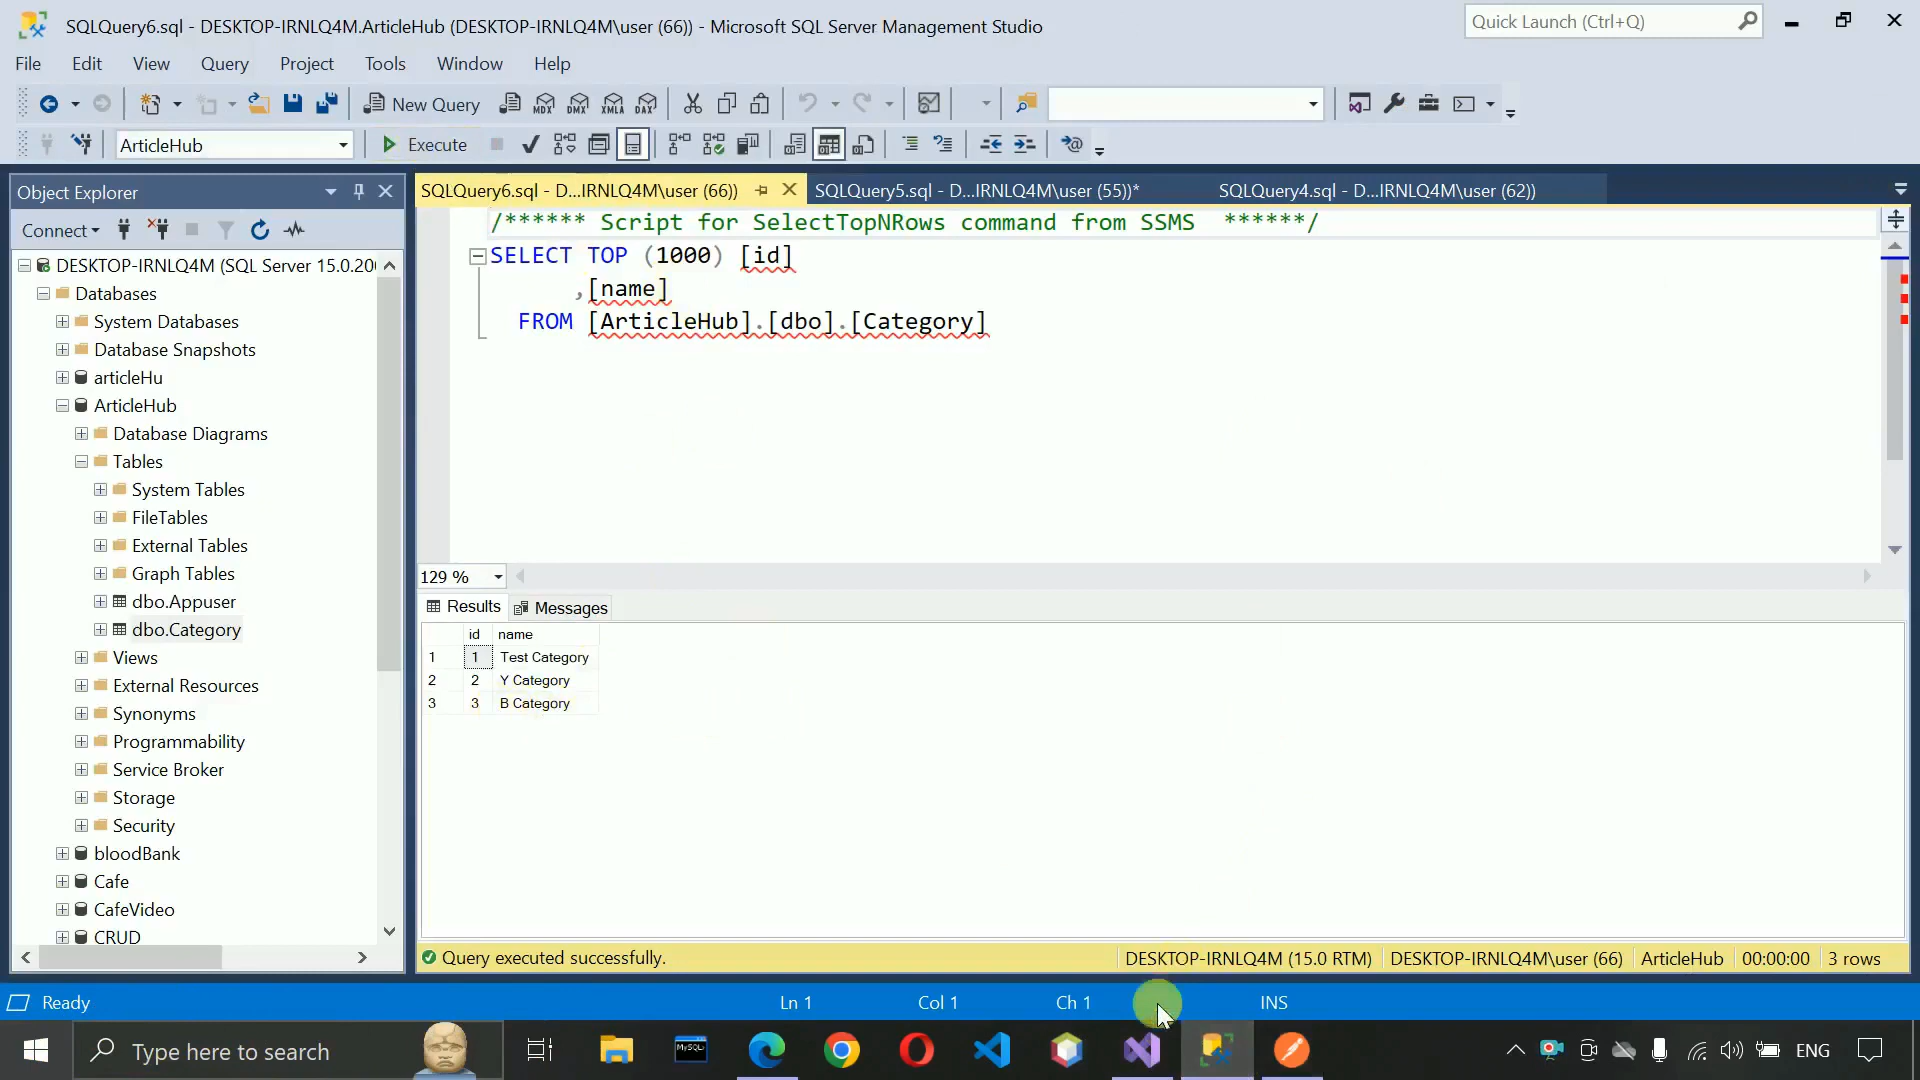 SQLQuery6.sql - DESKTOP-IRNLQ4M.ArticleHub (DESKTOP-IRNLQ4M\user (66)) - Microsoft SQL Server Management Studio
Quick Launch (Ctrl+Q)
File Edit View Query Project Tools Window Help
New Query
MDX DMX XMLA DAX
ArticleHub
Execute
Object Explorer
SQLQuery6.sql - D...IRNLQ4M\user (66))
SQLQuery5.sql - D...IRNLQ4M\user (55))*
SQLQuery4.sql - D...IRNLQ4M\user (62))
Connect
DESKTOP-IRNLQ4M (SQL Server 15.0.200
Databases
System Databases
Database Snapshots
articleHu
ArticleHub
Database Diagrams
Tables
System Tables
FileTables
External Tables
Graph Tables
dbo.Appuser
dbo.Category
Views
External Resources
Synonyms
Programmability
Service Broker
Storage
Security
bloodBank
Cafe
CafeVideo
CRUD
/****** Script for SelectTopNRows command from SSMS ******/
SELECT TOP (1000) [id]
,[name]
FROM [ArticleHub].[dbo].[Category]
129 %
Results
Messages
id name
1 1 Test Category
2 2 Y Category
3 3 B Category
Query executed successfully.
DESKTOP-IRNLQ4M (15.0 RTM)
DESKTOP-IRNLQ4M\user (66)
ArticleHub
00:00:00
3 rows
Ready
Ln 1
Col 1
Ch 1
INS
Type here to search
MySQL
ENG